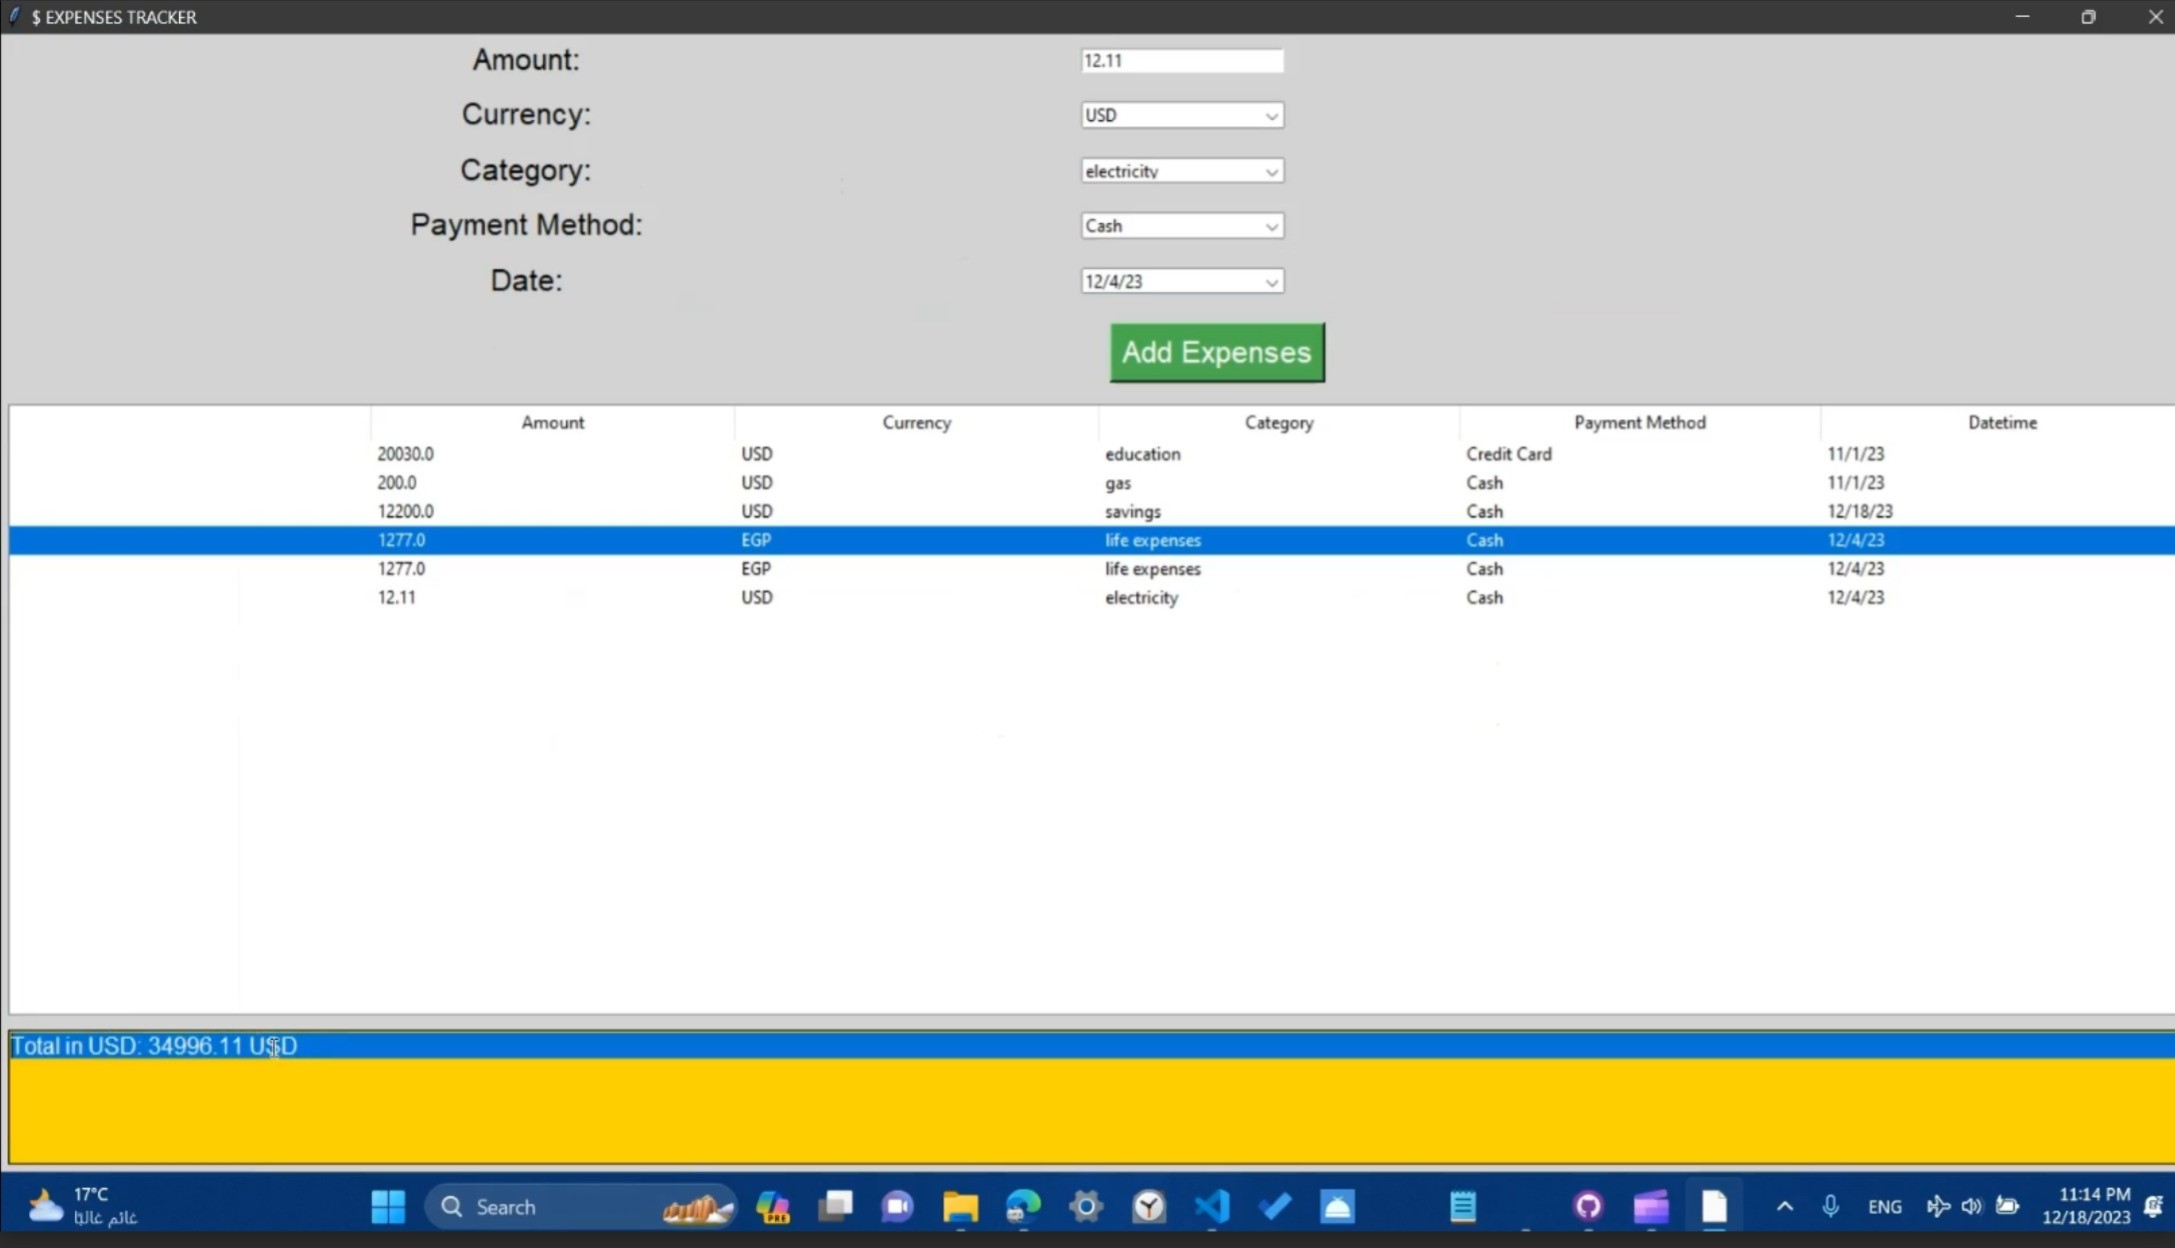 $ EXPENSES TRACKER
Amount: 12.11
Currency: USD
Category: electricity
Payment Method: Cash
Date: 12/4/23
Add Expenses
Amount Currency Category Payment Method Datetime
20030.0 USD education Credit Card 11/1/23
200.0 USD gas Cash 11/1/23
12200.0 USD savings Cash 12/18/23
1277.0 EGP life expenses Cash 12/4/23
1277.0 EGP life expenses Cash 12/4/23
12.11 USD electricity Cash 12/4/23
Total in USD: 34996.11 USD
17°C
غائم غالبا
Search
PRE
ENG
11:14 PM
12/18/2023